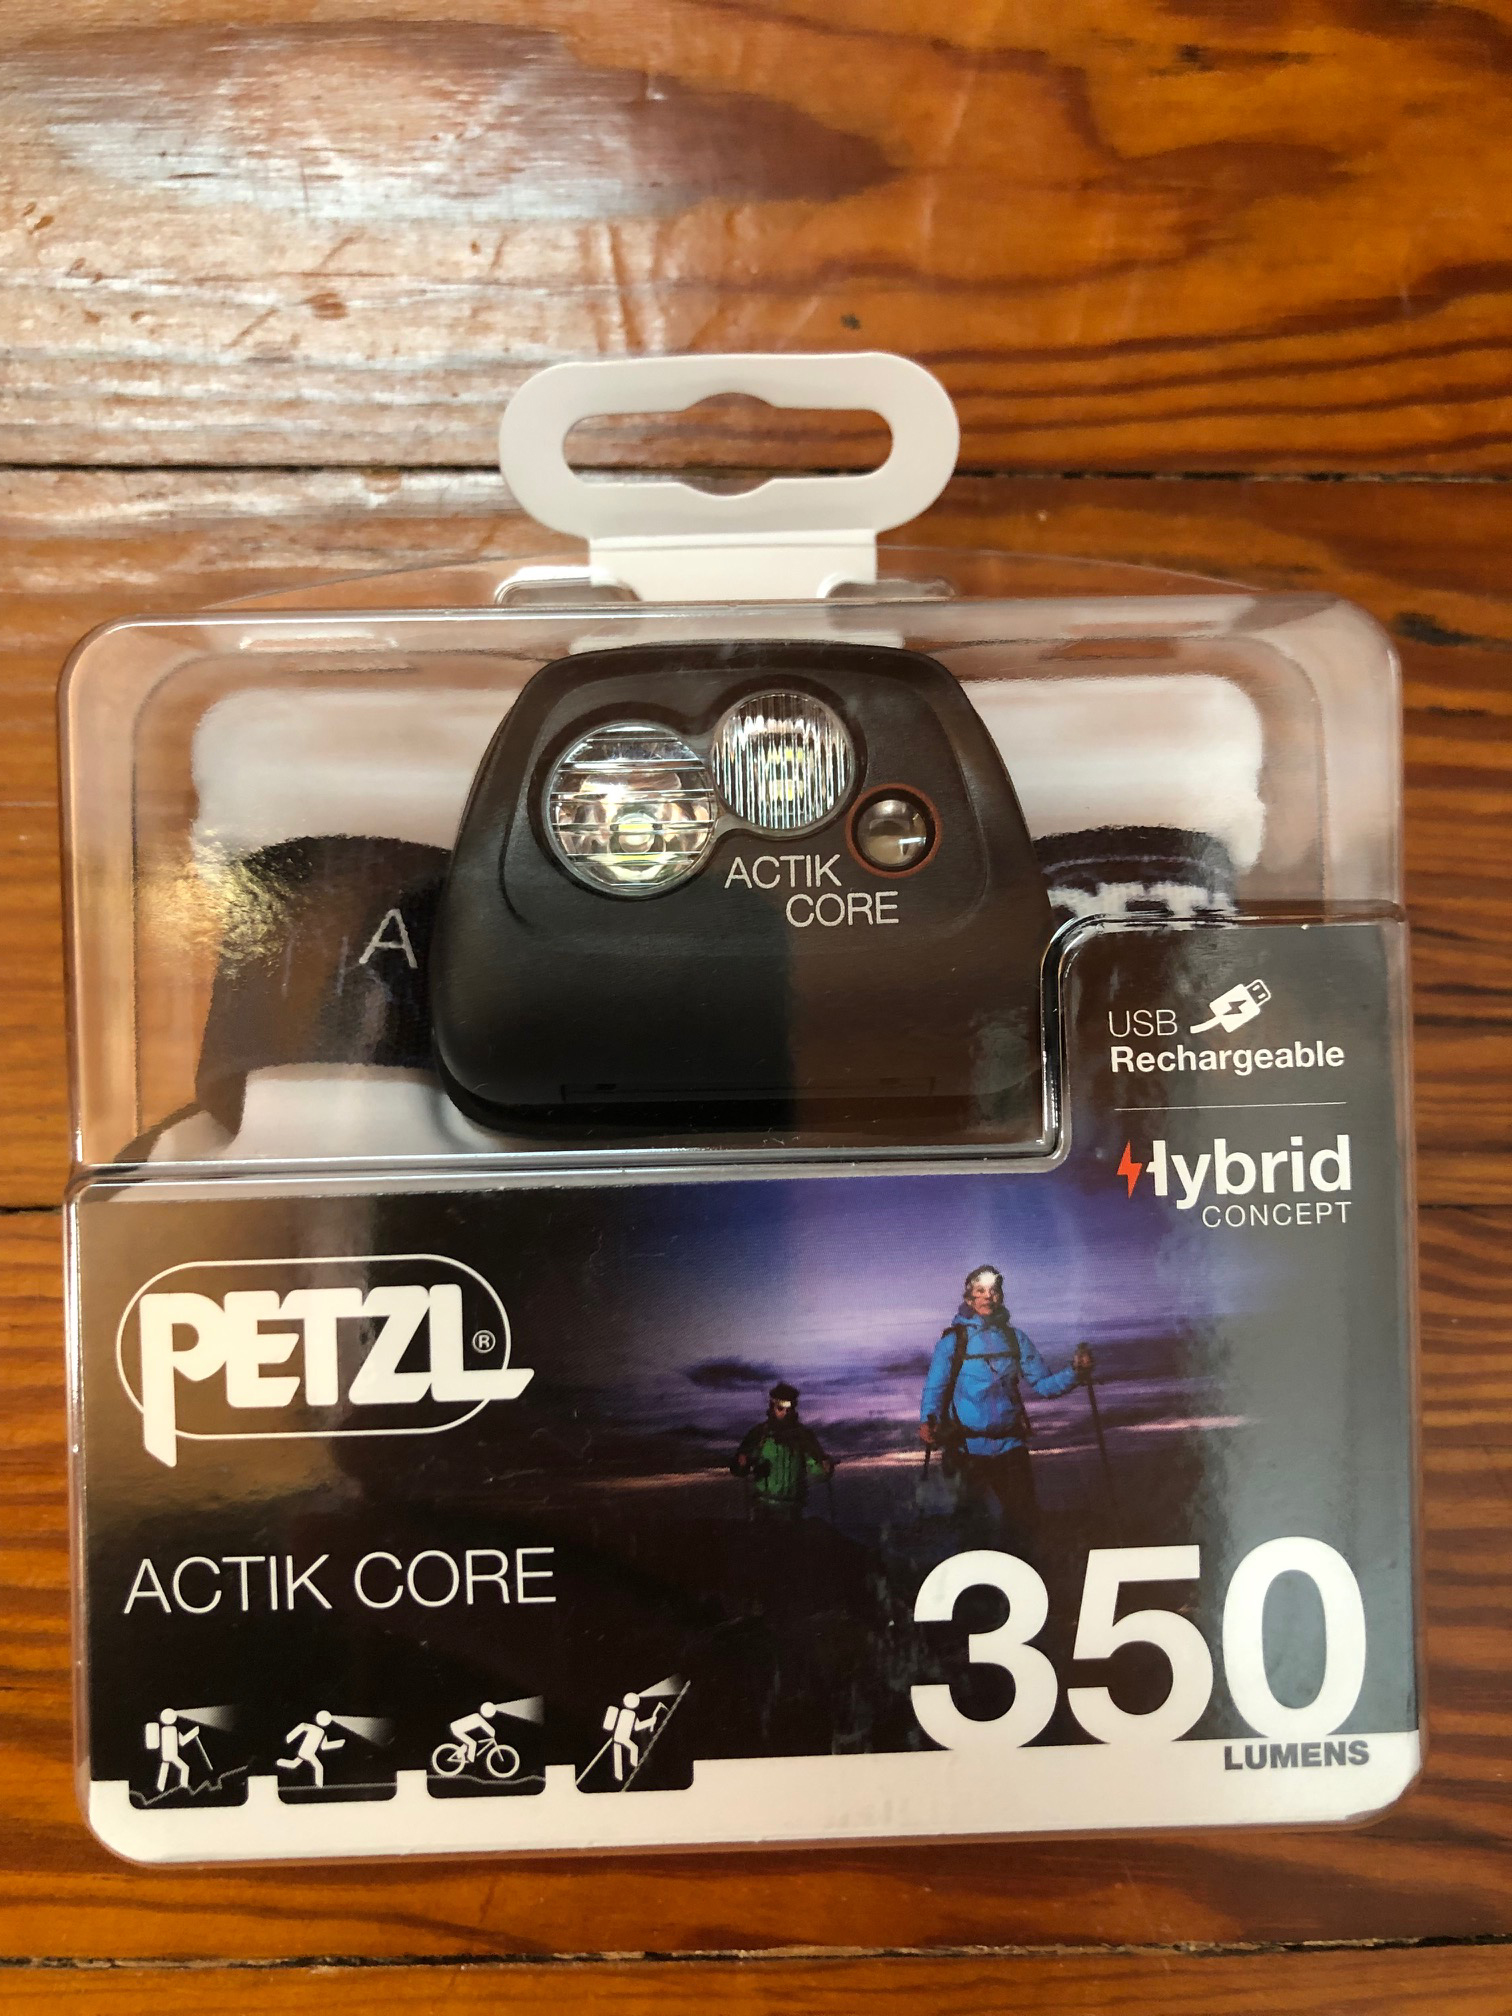 ACTIK
CORE
A
USB
Rechargeable
Hybrid
CONCEPT
PETZL®
ACTIK CORE
350
LUMENS